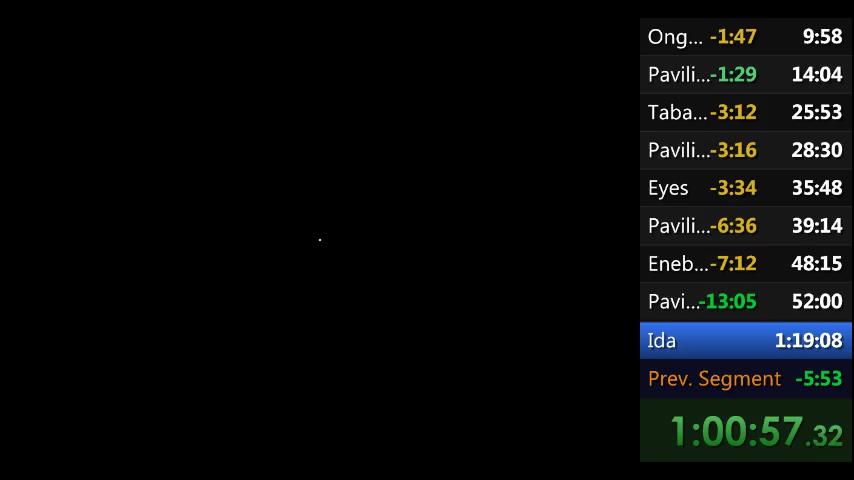 Ong... -1:47 9:58
Pavili...-1:29 14:04
Taba...-3:12 25:53
Pavili...-3:16 28:30
Eyes -3:34 35:48
Pavili...-6:36 39:14
Eneb...-7:12 48:15
Pavi...-13:05 52:00
Ida 1:19:08
Prev. Segment -5:53
1:00:57.32